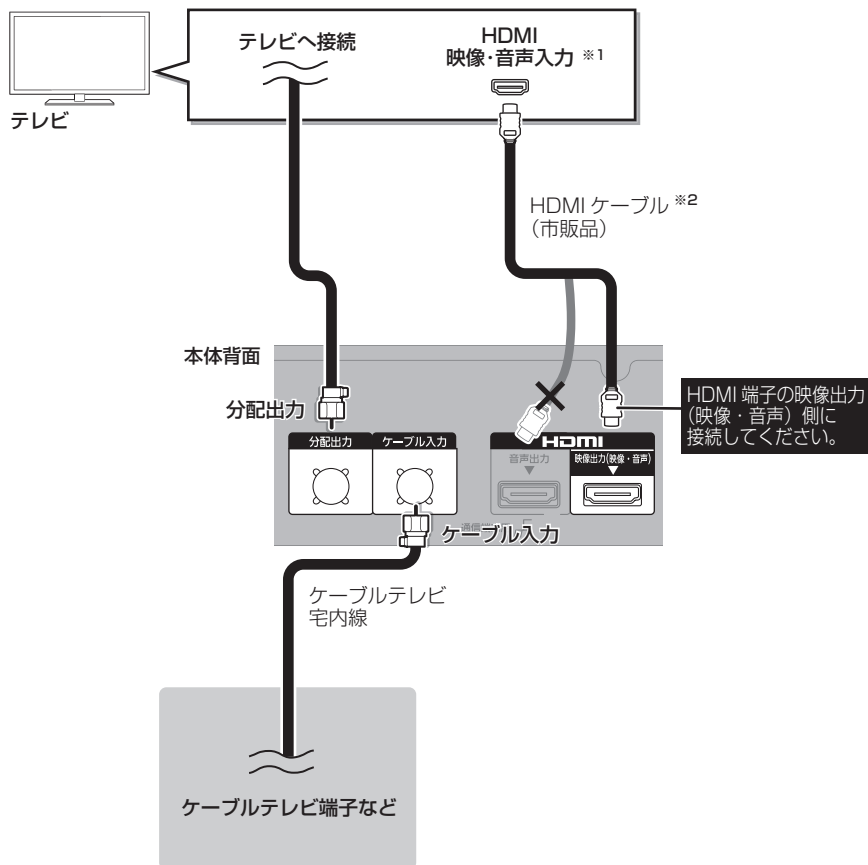 テレビへ接続
HDMI
映像・音声入力 ※1
テレビ
HDMI ケーブル ※2
（市販品）
本体背面
分配出力
HDMI 端子の映像出力
（映像・音声）側に
接続してください。
分配出力
ケーブル入力
HDMI
音声出力
映像出力(映像・音声)
ケーブル入力
ケーブルテレビ
宅内線
ケーブルテレビ端子など